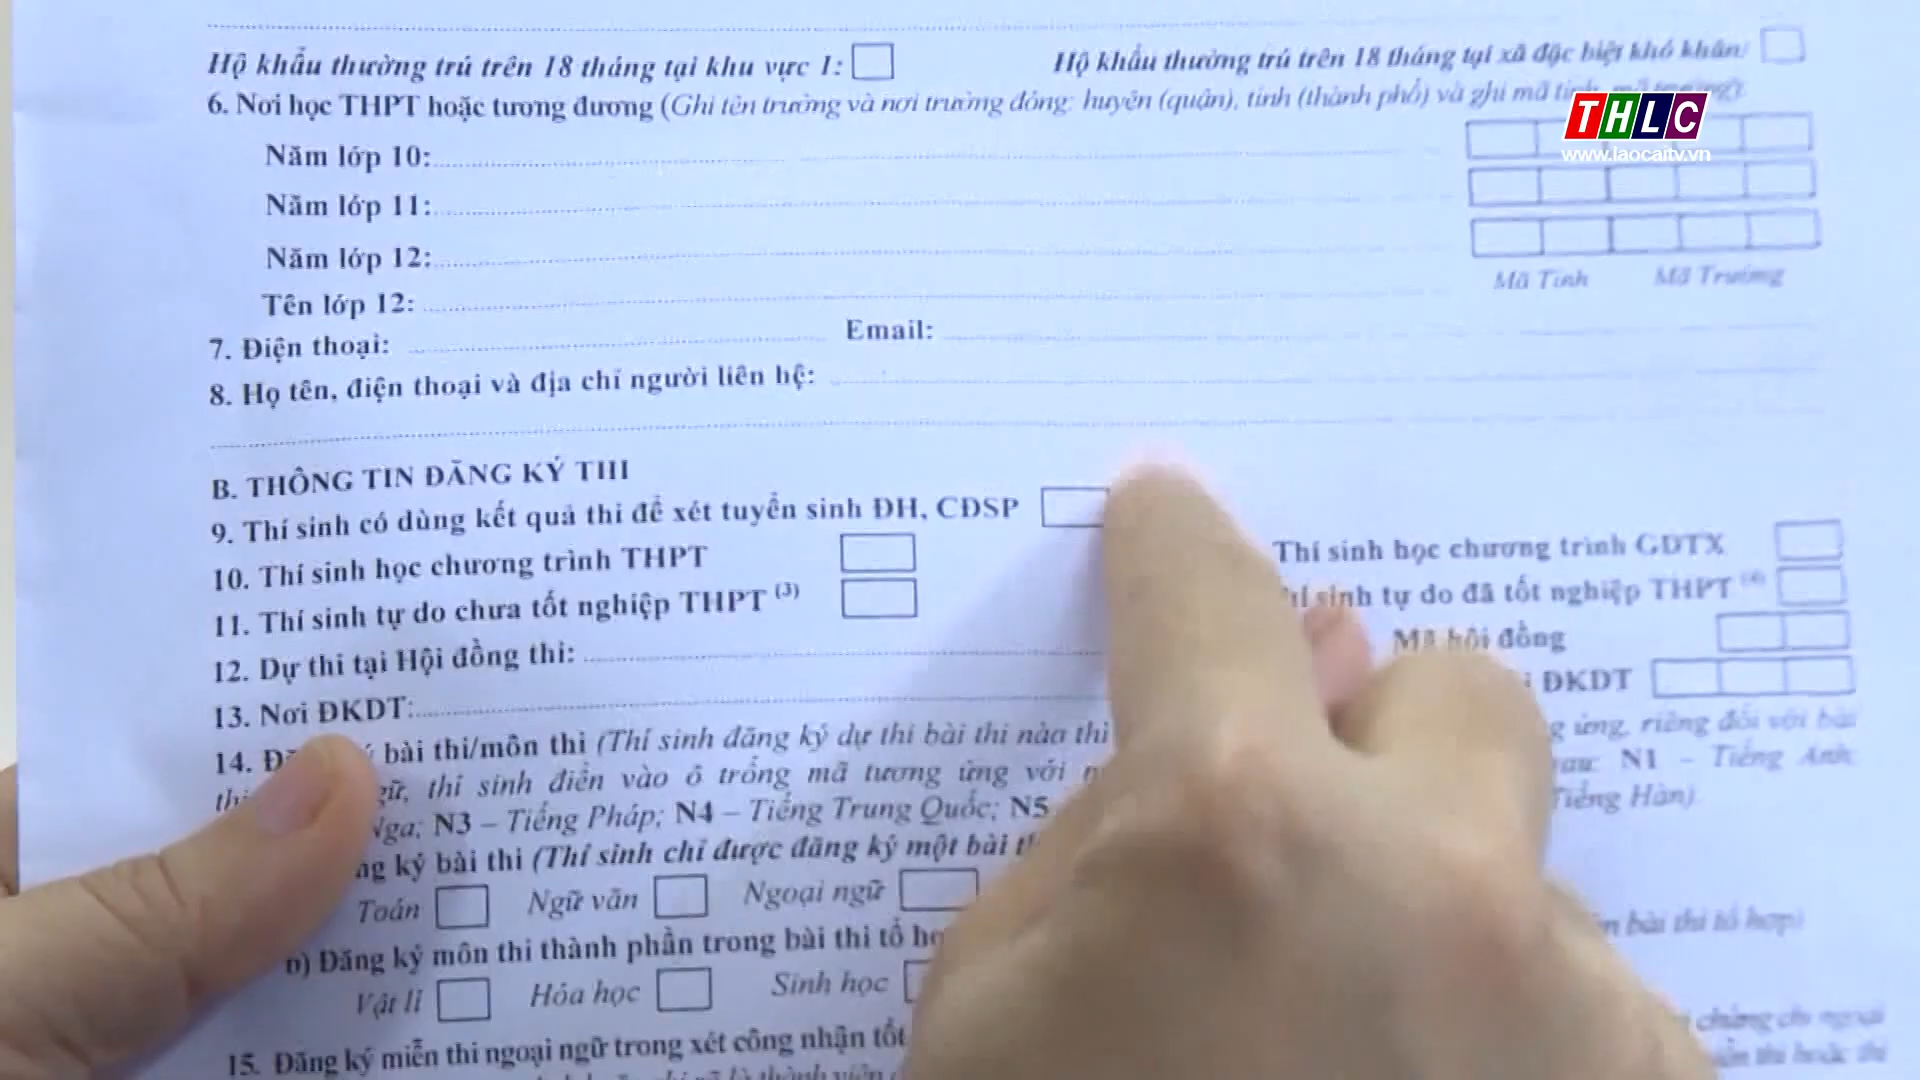 Hộ khẩu thường trú trên 18 tháng tại khu vực 1: Hộ khẩu thường trú trên 18 tháng tại xã đặc biệt khó khăn:
6. Nơi học THPT hoặc tương đương (Ghi tên trường và nơi trường đóng: huyện (quận), tỉnh (thành phố) và ghi mã tỉnh,
THLC
www.laocaitv.vn
Năm lớp 10:
Năm lớp 11:
Năm lớp 12:
Mã Tỉnh Mã Trường
Tên lớp 12:
7. Điện thoại: Email:
8. Họ tên, điện thoại và địa chỉ người liên hệ:
B. THÔNG TIN ĐĂNG KÝ THI
9. Thí sinh có dùng kết quả thi để xét tuyển sinh ĐH, CĐSP
10. Thí sinh học chương trình THPT Thí sinh học chương trình GDTX
11. Thí sinh tự do chưa tốt nghiệp THPT (3) sinh tự do đã tốt nghiệp THPT (4)
12. Dự thi tại Hội đồng thi: Mã hội đồng
13. Nơi ĐKDT: ĐKDT
14. bài thi/môn thi (Thí sinh đăng ký dự thi bài thi nào thì ứng, riêng đối với bài
thi ngữ, thí sinh điền vào ô trống mã tương ứng với N1 – Tiếng Anh;
Nga; N3 – Tiếng Pháp; N4 – Tiếng Trung Quốc; N5 Tiếng Hàn)
ký bài thi (Thí sinh chỉ được đăng ký một bài bài thi tổ hợp)
Toán Ngữ văn Ngoại ngữ
b) Đăng ký môn thi thành phần trong bài thi tổ
Vật lí Hóa học Sinh học
15. Đăng ký miễn thi ngoại ngữ trong xét công nhận tốt chứng chỉ ngoại
là thành viên thi hoặc thi